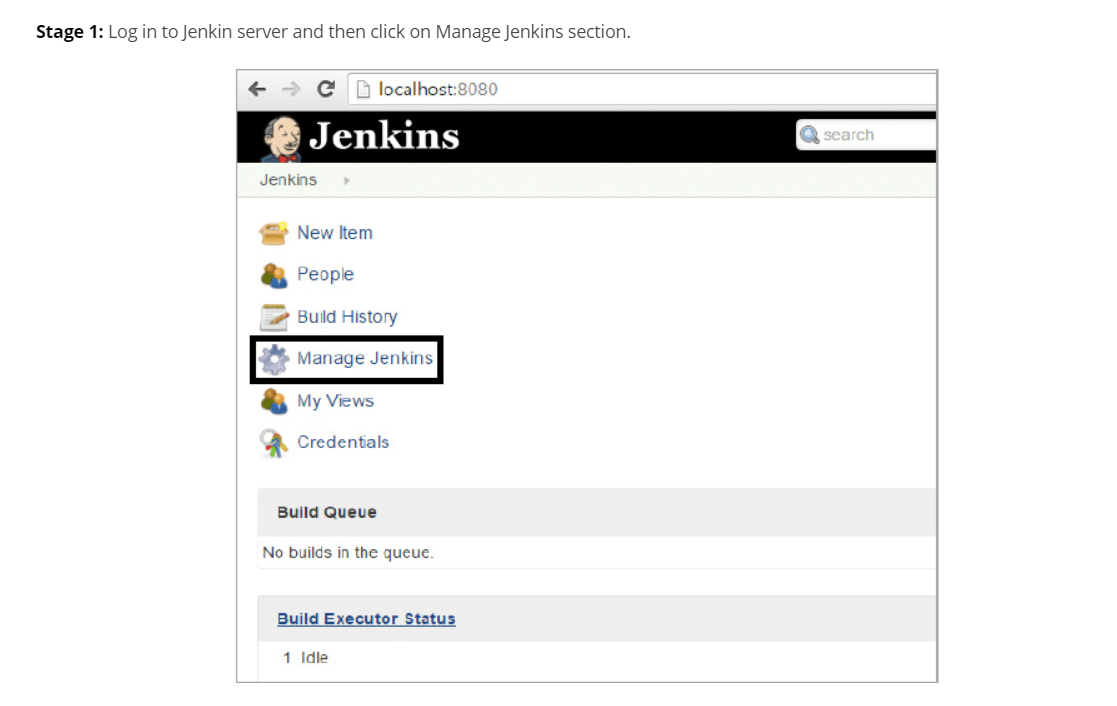 Stage 1: Log in to Jenkin server and then click on Manage Jenkins section.
localhost:8080
Jenkins
search
Jenkins
New Item
People
Build History
Manage Jenkins
My Views
Credentials
Build Queue
No builds in the queue.
Build Executor Status
1 Idle